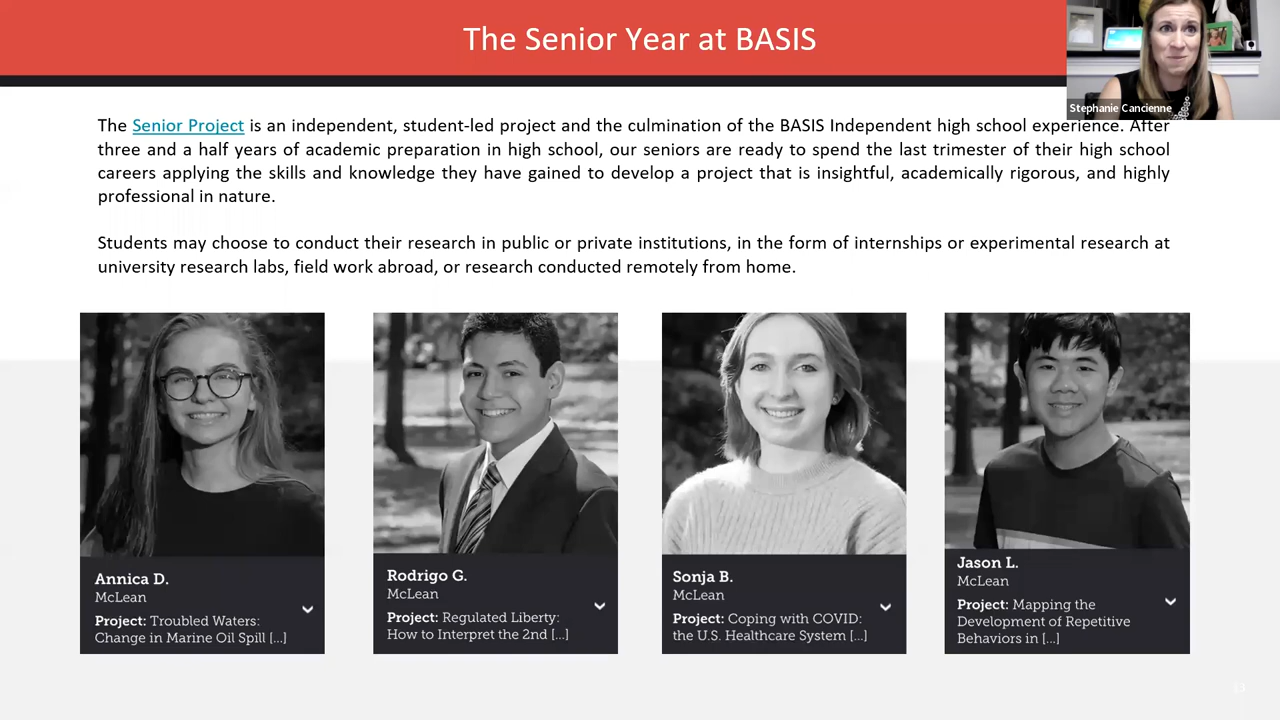 The Senior Year at BASIS
Stephanie Cancienne
The Senior Project is an independent, student-led project and the culmination of the BASIS Independent high school experience. After
three and a half years of academic preparation in high school, our seniors are ready to spend the last trimester of their high school
careers applying the skills and knowledge they have gained to develop a project that is insightful, academically rigorous, and highly
professional in nature.
Students may choose to conduct their research in public or private institutions, in the form of internships or experimental research at
university research labs, field work abroad, or research conducted remotely from home.
Annica D.
McLean
Project: Troubled Waters:
Change in Marine Oil Spill [...]
Rodrigo G.
McLean
Project: Regulated Liberty:
How to Interpret the 2nd [...]
Sonja B.
McLean
Project: Coping with COVID:
the U.S. Healthcare System [...]
Jason L.
McLean
Project: Mapping the
Development of Repetitive
Behaviors in [...]
13